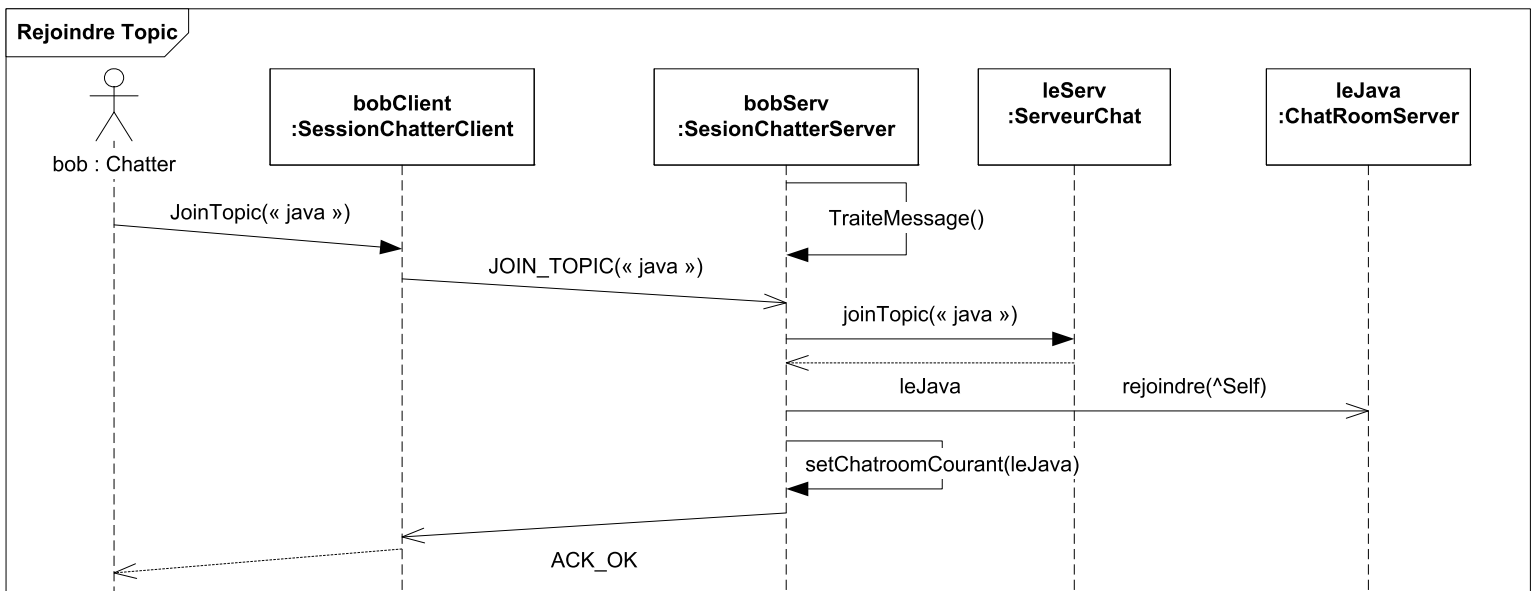 Rejoindre Topic
bob : Chatter
bobClient
:SessionChatterClient
bobServ
:SesionChatterServer
leServ
:ServeurChat
leJava
:ChatRoomServer
JoinTopic(« java »)
TraiteMessage()
JOIN_TOPIC(« java »)
joinTopic(« java »)
leJava
rejoindre(^Self)
setChatroomCourant(leJava)
ACK_OK